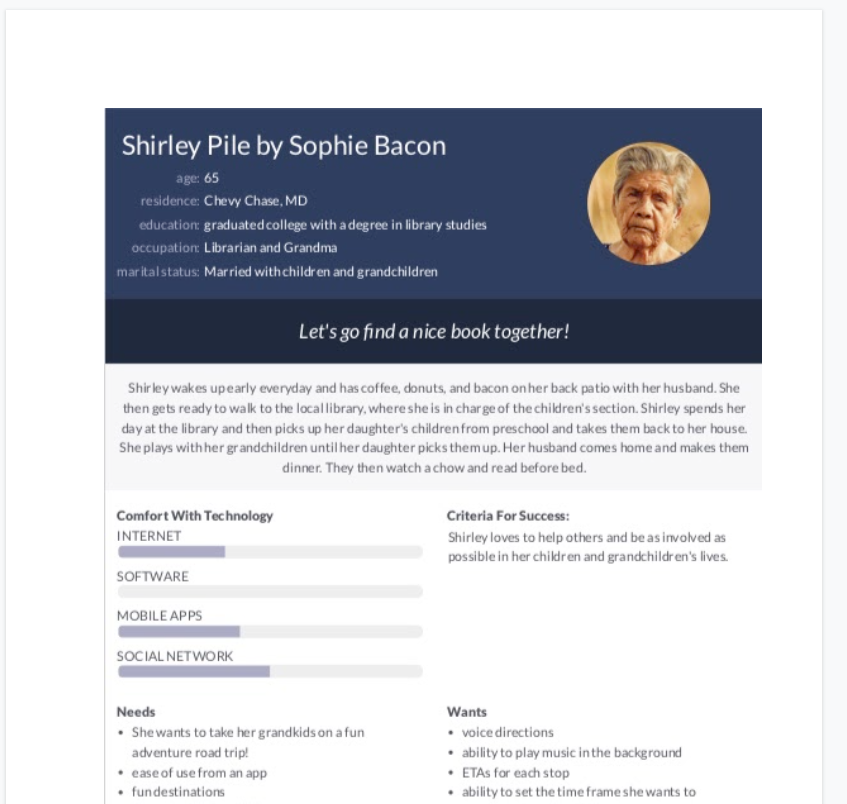 Shirley Pile by Sophie Bacon
age: 65
residence: Chevy Chase, MD
education: graduated college with a degree in library studies
occupation: Librarian and Grandma
marital status: Married with children and grandchildren
Let's go find a nice book together!
Shirley wakes up early everyday and has coffee, donuts, and bacon on her back patio with her husband. She
then gets ready to walk to the local library, where she is in charge of the children's section. Shirley spends her
day at the library and then picks up her daughter's children from preschool and takes them back to her house.
She plays with her grandchildren until her daughter picks them up. Her husband comes home and makes them
dinner. They then watch a chow and read before bed.
Comfort With Technology
INTERNET
SOFTWARE
MOBILE APPS
SOCIAL NETWORK
Criteria For Success:
Shirley loves to help others and be as involved as
possible in her children and grandchildren's lives.
Needs
• She wants to take her grandkids on a fun
adventure road trip!
• ease of use from an app
• fun destinations
Wants
• voice directions
• ability to play music in the background
• ETAs for each stop
• ability to set the time frame she wants to